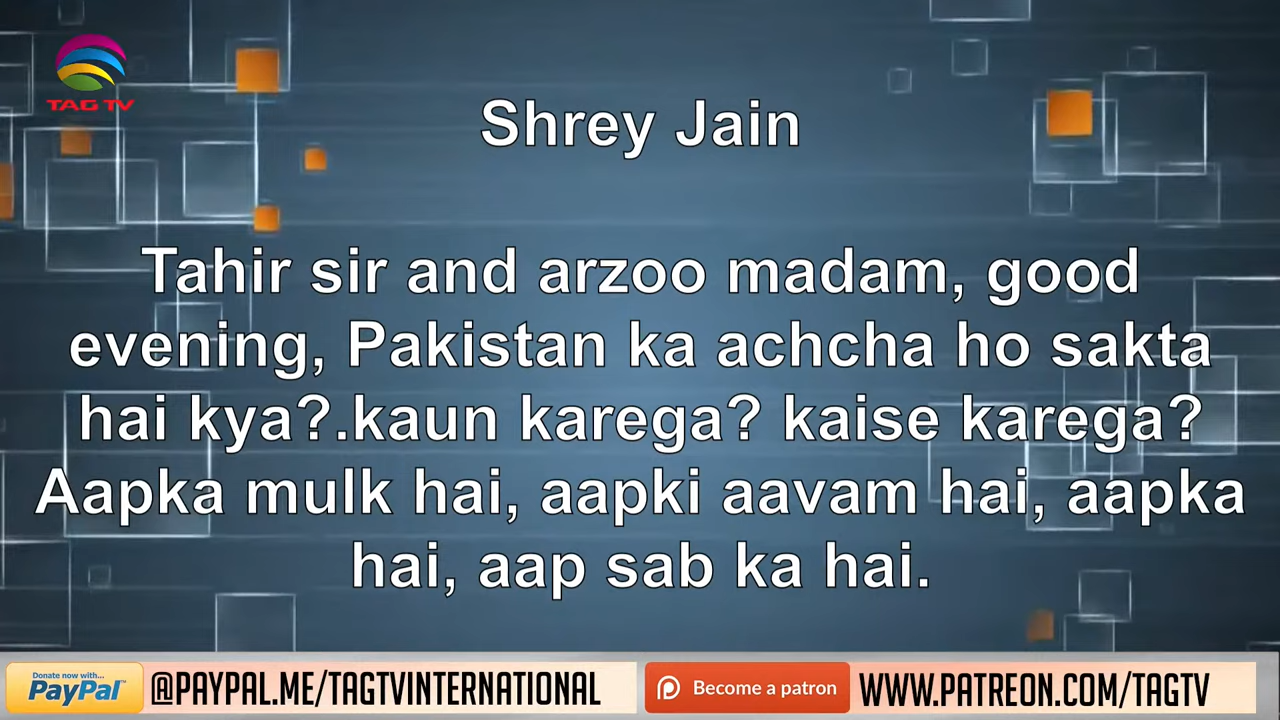 TAG TV
Shrey Jain
Tahir sir and arzoo madam, good
evening, Pakistan ka achcha ho sakta
hai kya?.kaun karega? kaise karega?
Aapka mulk hai, aapki aavam hai, aapka
hai, aap sab ka hai.
Donate now with...
PayPal™
@PAYPAL.ME/TAGTVINTERNATIONAL
Become a patron
WWW.PATREON.COM/TAGTV